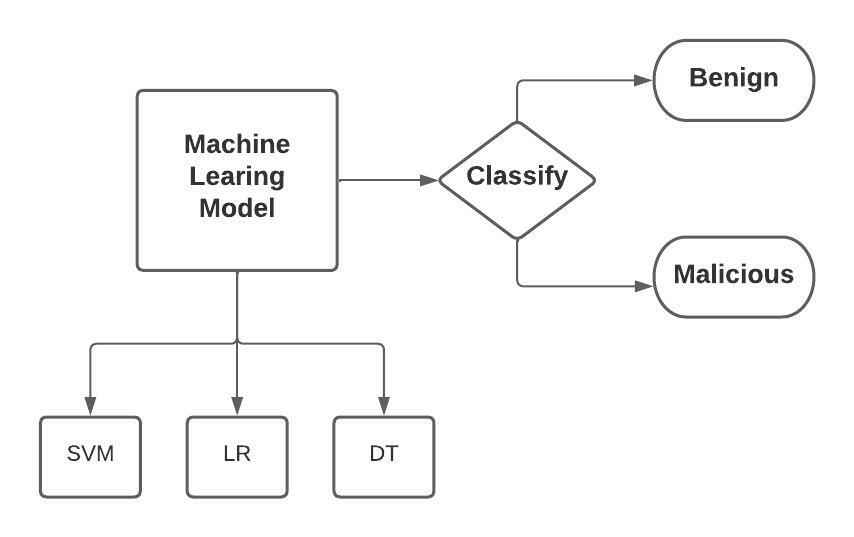 Machine
Learing
Model
Classify
Benign
Malicious
SVM
LR
DT